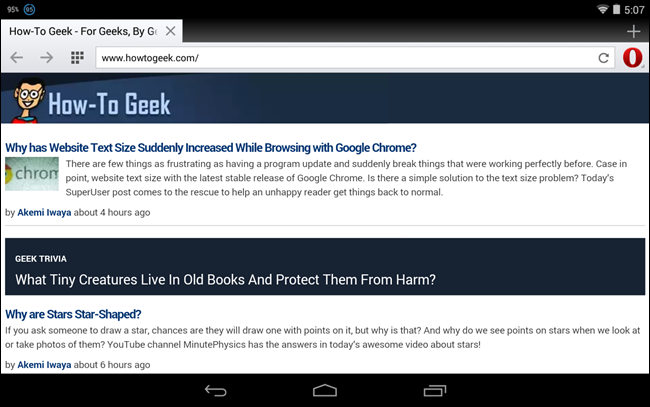 95% 95 5:07
How-To Geek - For Geeks, By Ge
www.howtogeek.com/
How-To Geek
Why has Website Text Size Suddenly Increased While Browsing with Google Chrome?
chrom
There are few things as frustrating as having a program update and suddenly break things that were working perfectly before. Case in
point, website text size with the latest stable release of Google Chrome. Is there a simple solution to the text size problem? Today's
SuperUser post comes to the rescue to help an unhappy reader get things back to normal.
by Akemi Iwaya about 4 hours ago
GEEK TRIVIA
What Tiny Creatures Live In Old Books And Protect Them From Harm?
Why are Stars Star-Shaped?
If you ask someone to draw a star, chances are they will draw one with points on it, but why is that? And why do we see points on stars when we look at
or take photos of them? YouTube channel MinutePhysics has the answers in today's awesome video about stars!
by Akemi Iwaya about 6 hours ago